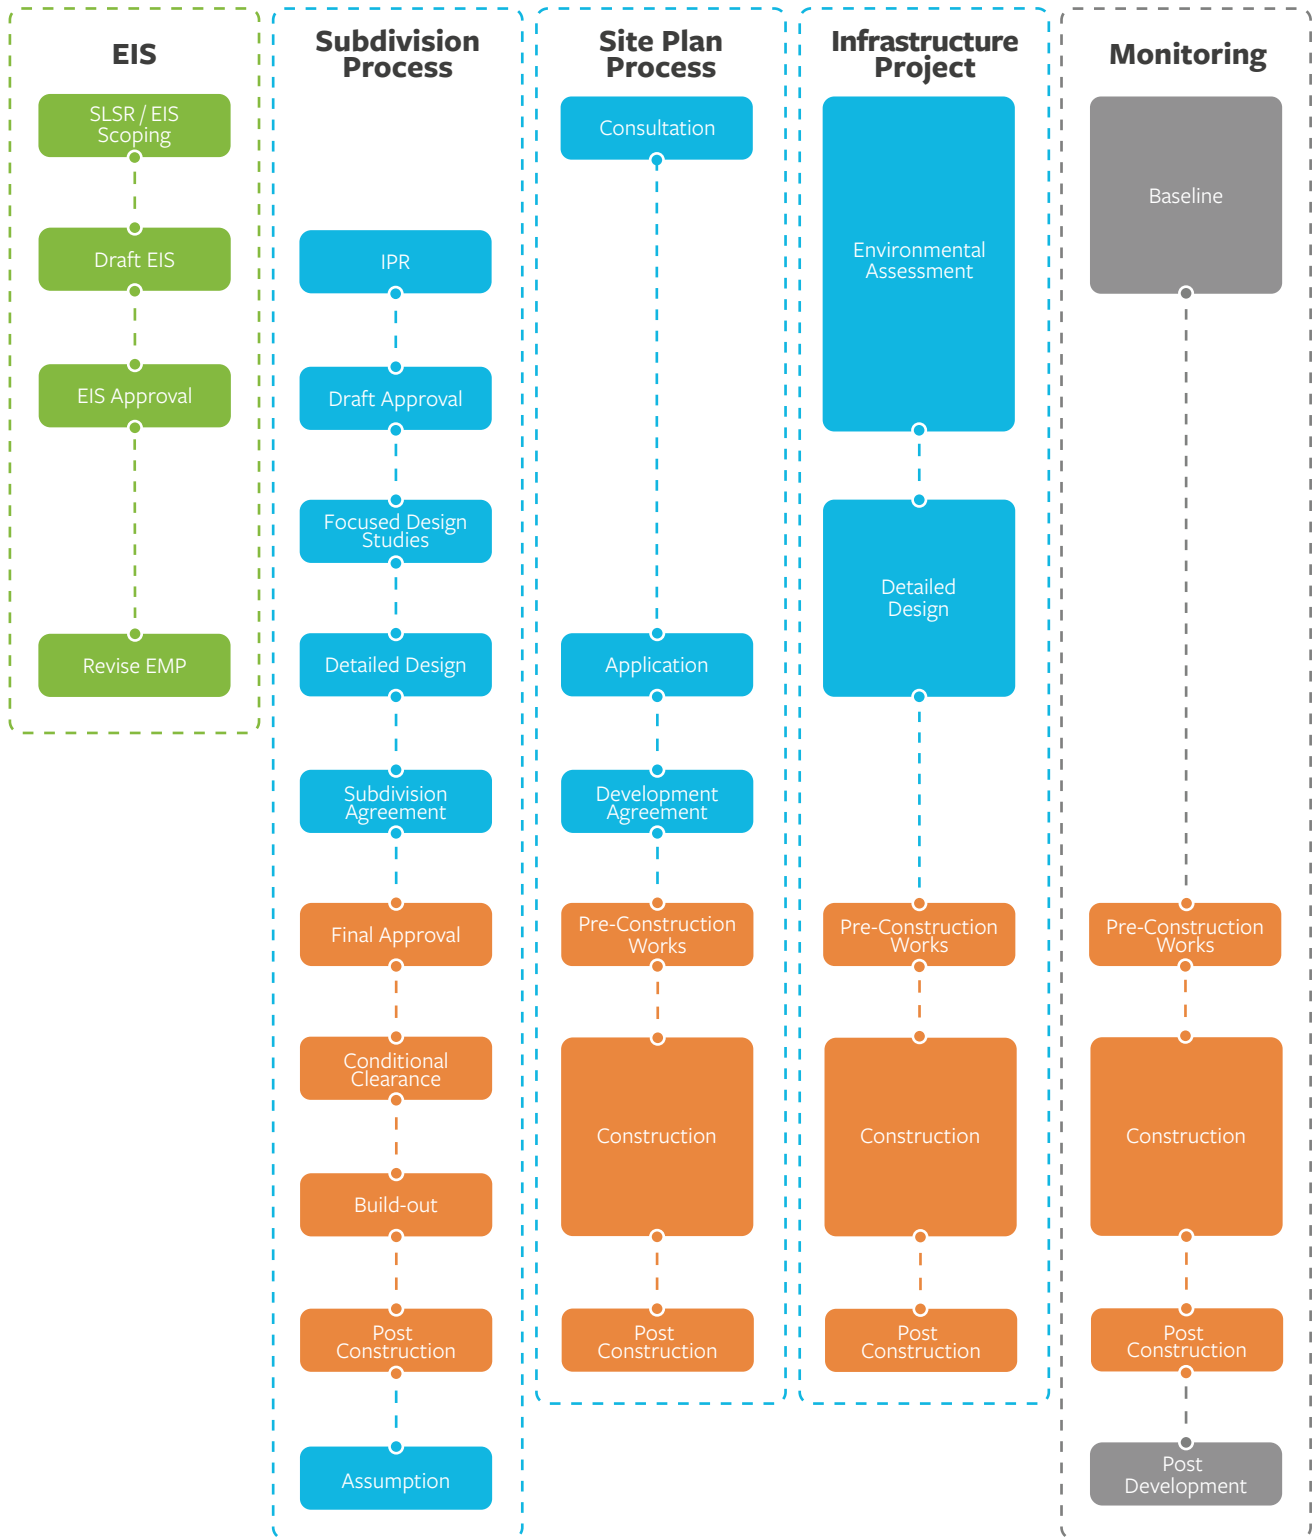 EIS
SLSR / EIS
Scoping
Draft EIS
EIS Approval
Revise EMP
Subdivision
Process
IPR
Draft Approval
Focused Design
Studies
Detailed Design
Subdivision
Agreement
Final Approval
Conditional
Clearance
Build-out
Post
Construction
Assumption
Site Plan
Process
Consultation
Application
Development
Agreement
Pre-Construction
Works
Construction
Post
Construction
Infrastructure
Project
Environmental
Assessment
Detailed
Design
Pre-Construction
Works
Construction
Post
Construction
Monitoring
Baseline
Pre-Construction
Works
Construction
Post
Construction
Post
Development